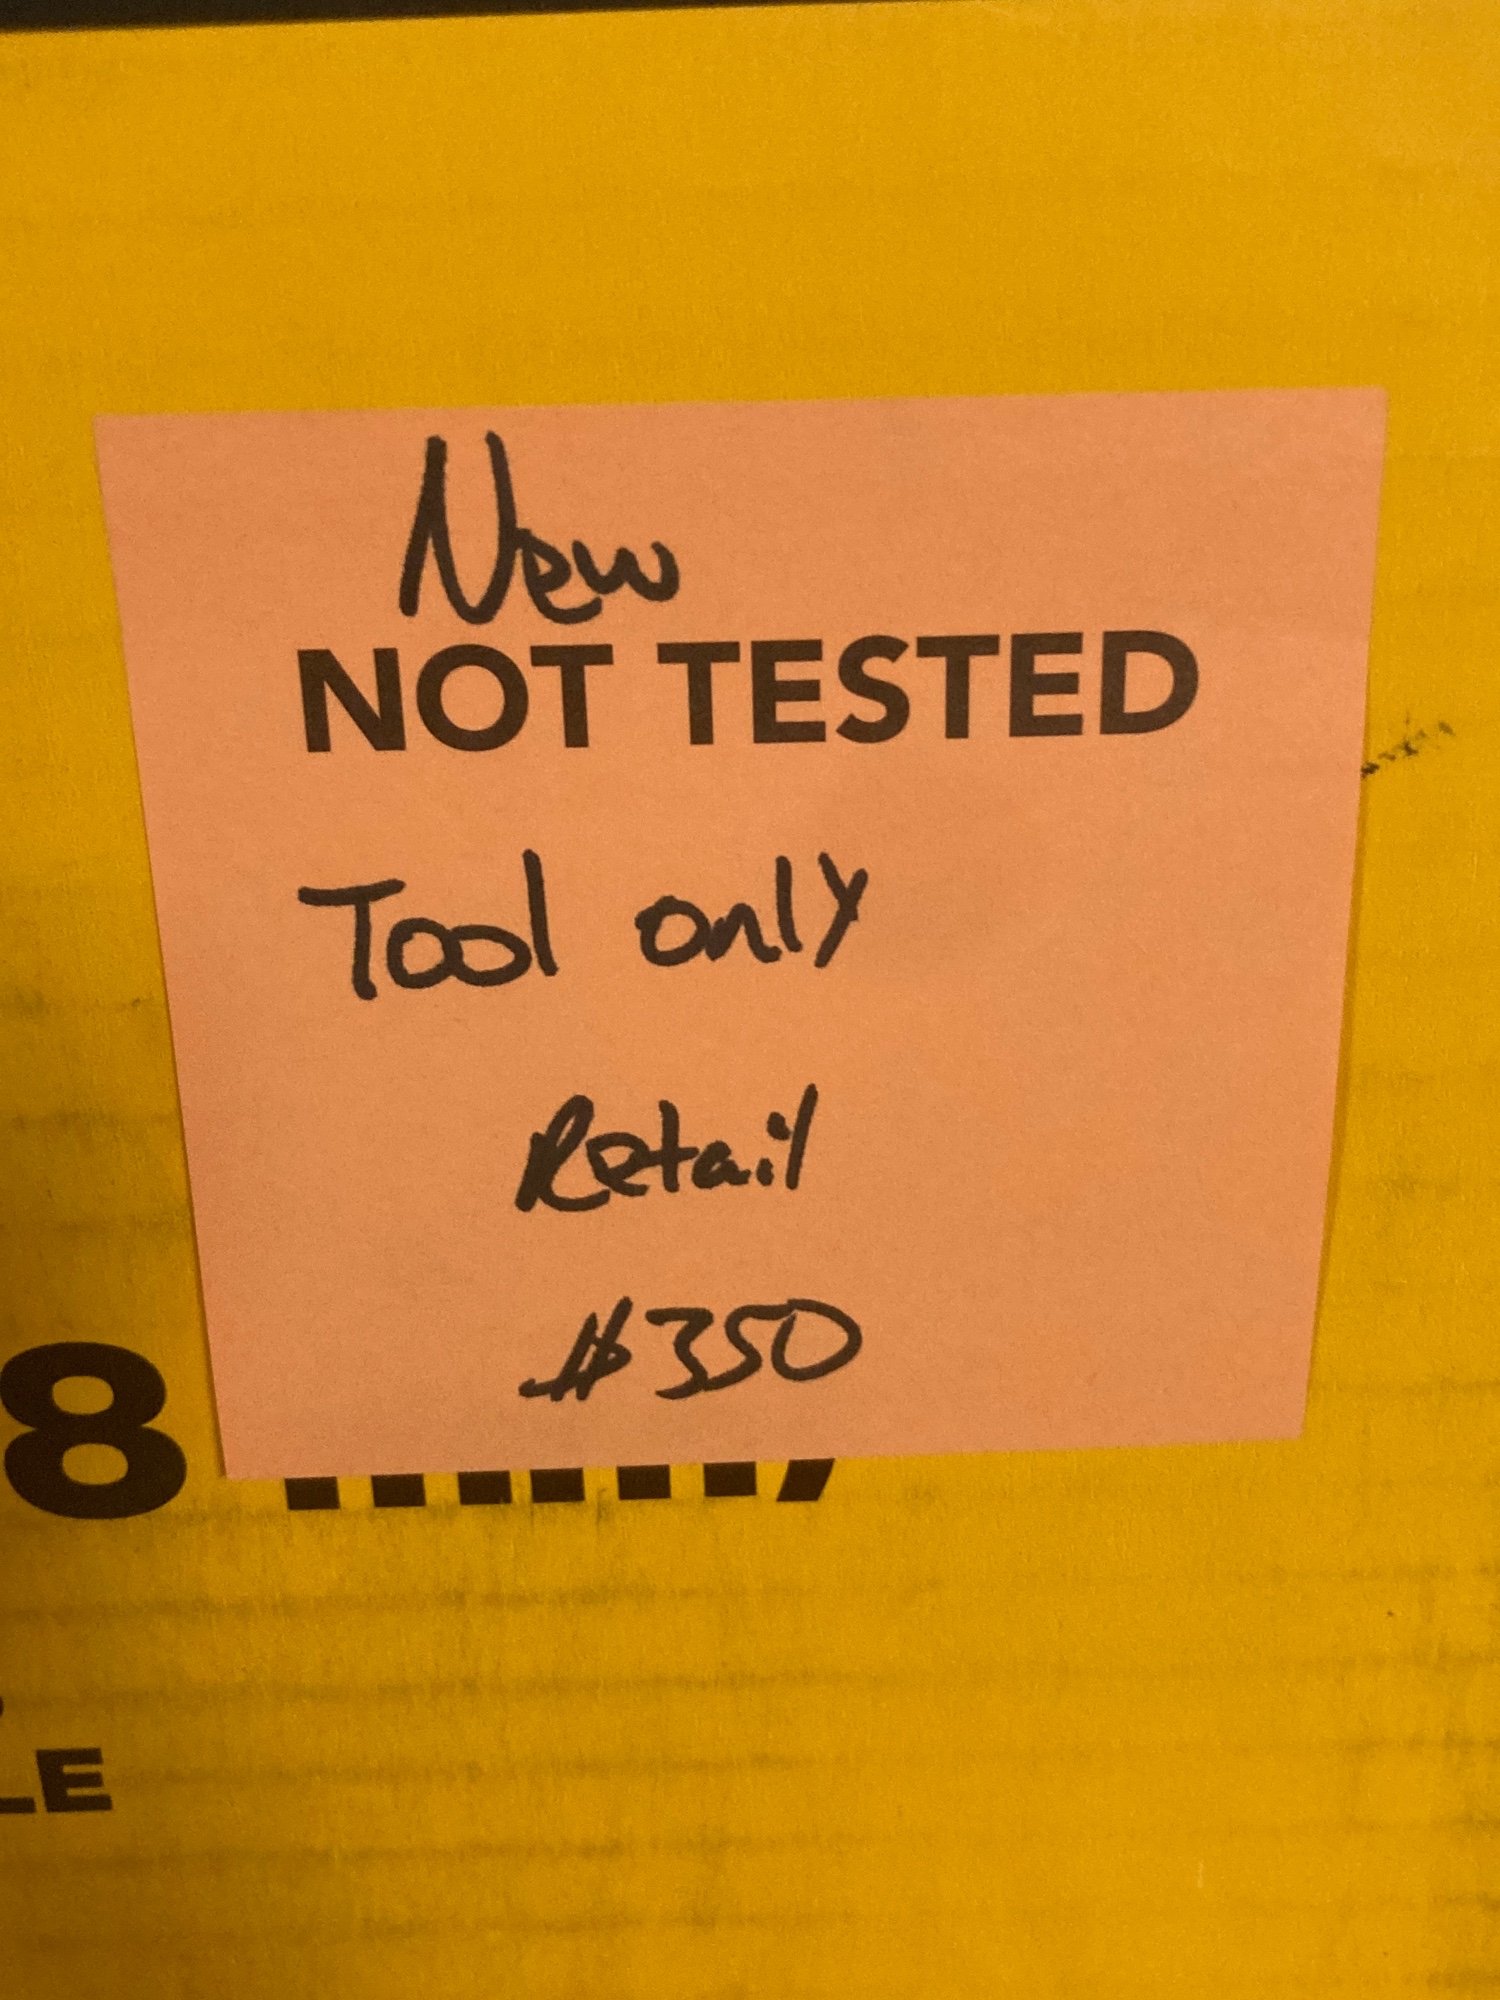 New
NOT TESTED
Tool only
Retail
$350
8
LE